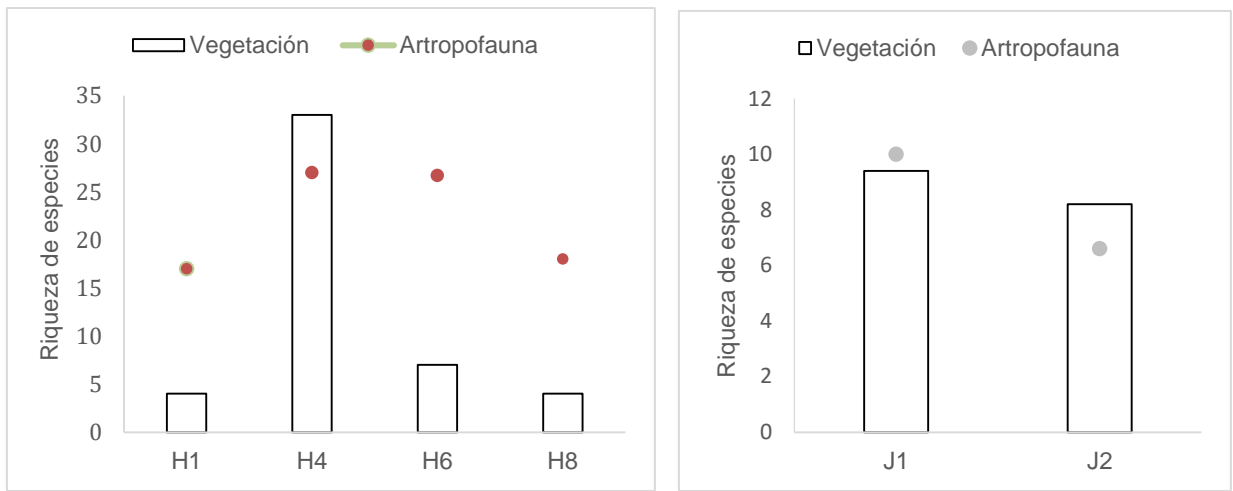 Vegetación Artropofauna
Riqueza de especies
35
30
25
20
15
10
5
0
H1 H4 H6 H8
Vegetación Artropofauna
Riqueza de especies
12
10
8
6
4
2
0
J1 J2